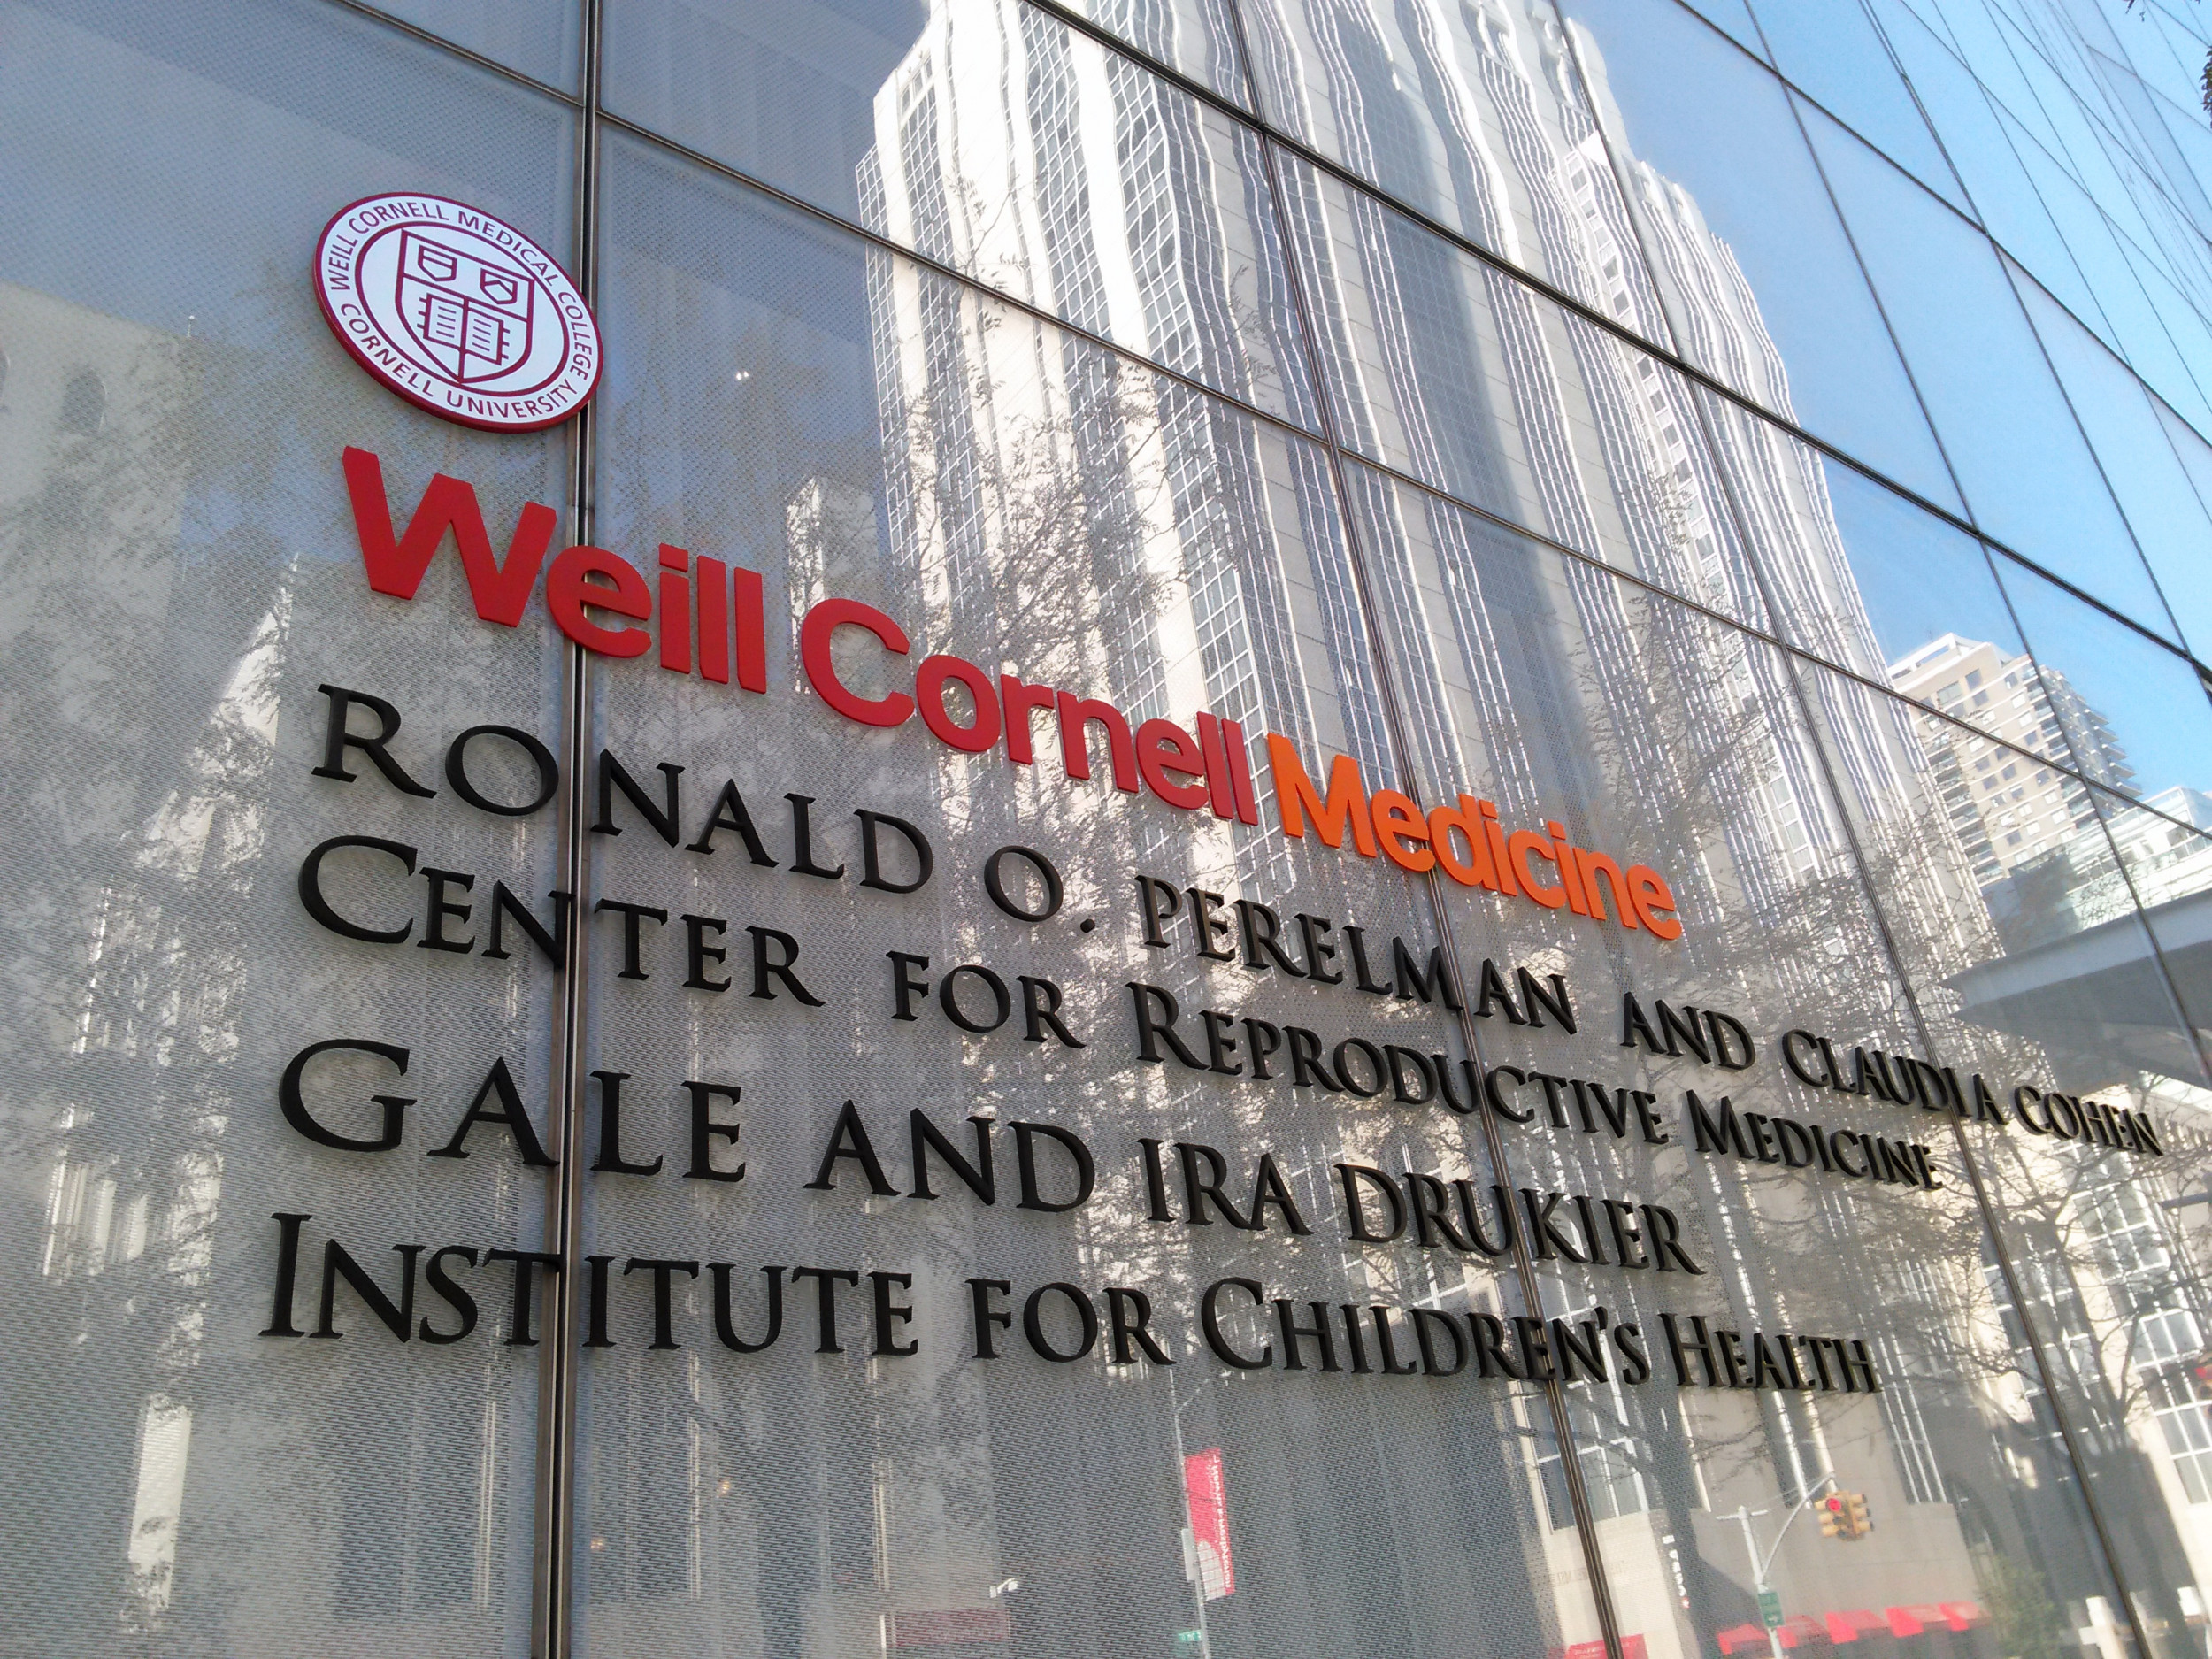 WEILL CORNELL MEDICAL COLLEGE
CORNELL UNIVERSITY
Weill Cornell Medicine
RONALD O. PERELMAN AND CLAUDIA COHEN
CENTER FOR REPRODUCTIVE MEDICINE
GALE AND IRA DRUKIER
INSTITUTE FOR CHILDREN'S HEALTH